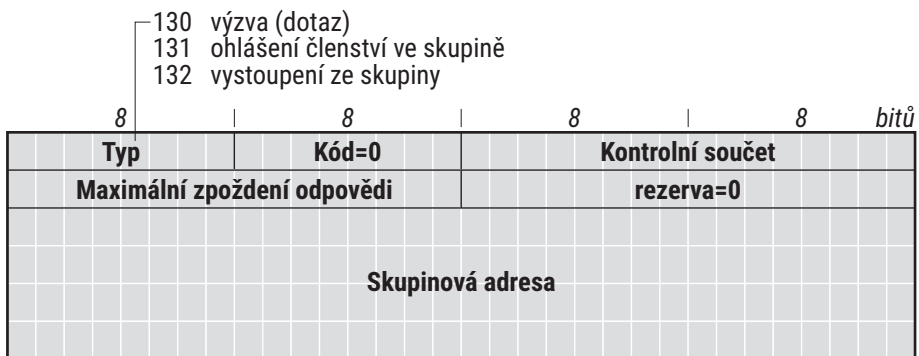 130 výzva (dotaz)
131 ohlášení členství ve skupině
132 vystoupení ze skupiny
8 8 8 8 bitů
Typ Kód=0 Kontrolní součet
Maximální zpoždení odpovědi rezerva=0
Skupinová adresa